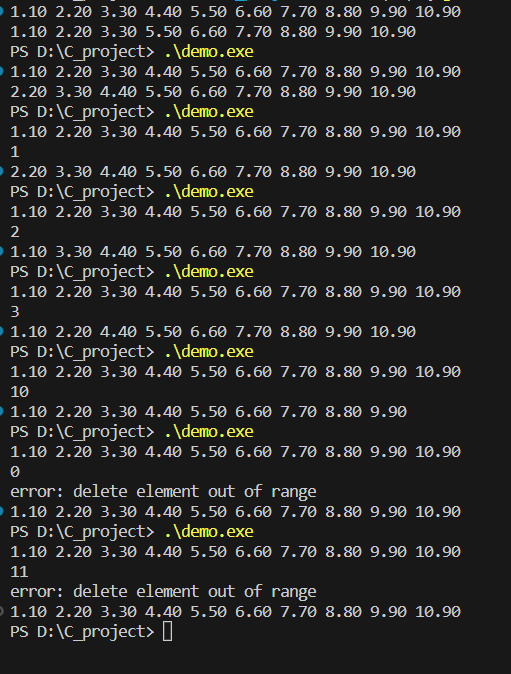 1.10 2.20 3.30 4.40 5.50 6.60 7.70 8.80 9.90 10.90
1.10 2.20 3.30 4.40 5.50 6.60 7.70 8.80 9.90 10.90
PS D:\C_project> .\demo.exe
1.10 2.20 3.30 4.40 5.50 6.60 7.70 8.80 9.90 10.90
2.20 3.30 4.40 5.50 6.60 7.70 8.80 9.90 10.90
PS D:\C_project> .\demo.exe
1.10 2.20 3.30 4.40 5.50 6.60 7.70 8.80 9.90 10.90
1
2.20 3.30 4.40 5.50 6.60 7.70 8.80 9.90 10.90
PS D:\C_project> .\demo.exe
1.10 2.20 3.30 4.40 5.50 6.60 7.70 8.80 9.90 10.90
2
1.10 3.30 4.40 5.50 6.60 7.70 8.80 9.90 10.90
PS D:\C_project> .\demo.exe
1.10 2.20 3.30 4.40 5.50 6.60 7.70 8.80 9.90 10.90
3
1.10 2.20 4.40 5.50 6.60 7.70 8.80 9.90 10.90
PS D:\C_project> .\demo.exe
1.10 2.20 3.30 4.40 5.50 6.60 7.70 8.80 9.90 10.90
10
1.10 2.20 3.30 4.40 5.50 6.60 7.70 8.80 9.90
PS D:\C_project> .\demo.exe
1.10 2.20 3.30 4.40 5.50 6.60 7.70 8.80 9.90 10.90
0
error: delete element out of range
1.10 2.20 3.30 4.40 5.50 6.60 7.70 8.80 9.90 10.90
PS D:\C_project> .\demo.exe
1.10 2.20 3.30 4.40 5.50 6.60 7.70 8.80 9.90 10.90
11
error: delete element out of range
1.10 2.20 3.30 4.40 5.50 6.60 7.70 8.80 9.90 10.90
PS D:\C_project>